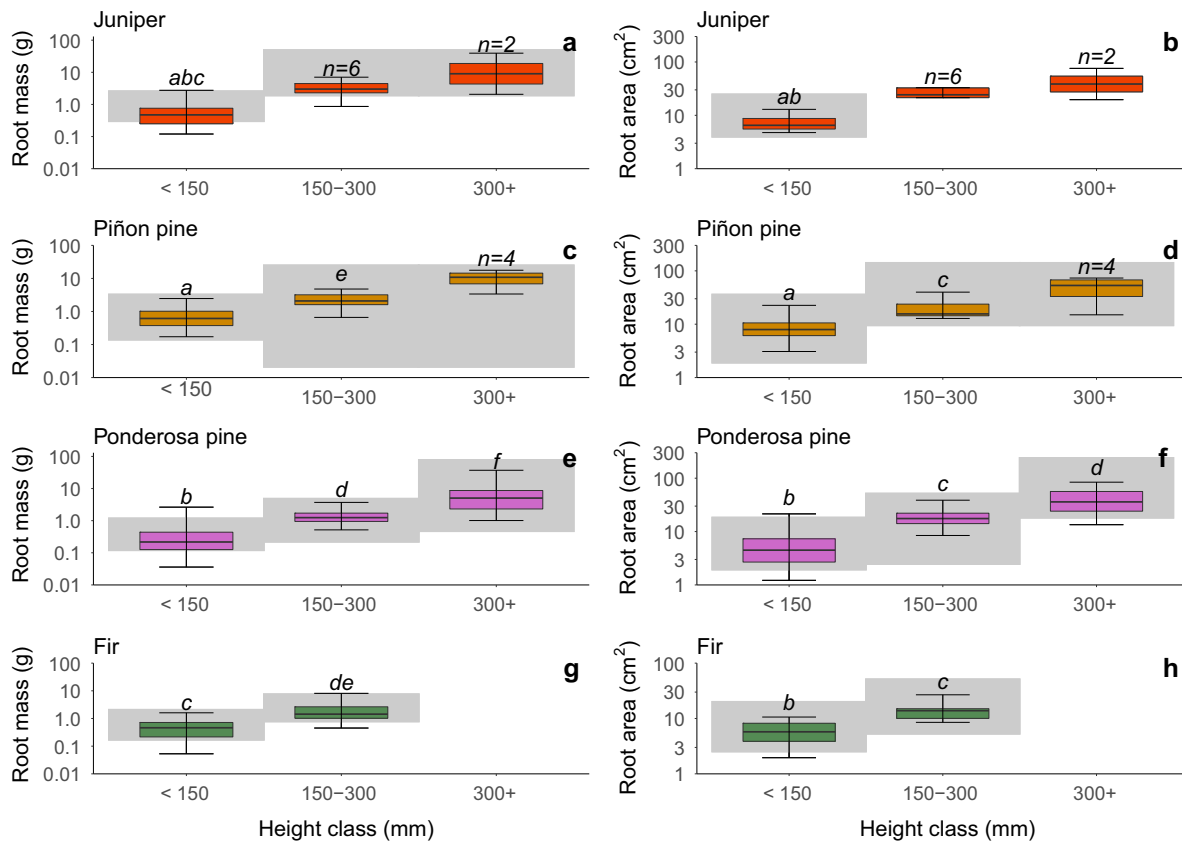 Juniper
a
Root mass (g)
100
10
1.0
0.1
0.01
abc
n=6
n=2
< 150
150−300
300+
Juniper
b
Root area (cm²)
300
100
30
10
3
1
ab
n=6
n=2
< 150
150−300
300+
Piñon pine
c
Root mass (g)
100
10
1.0
0.1
0.01
a
e
n=4
< 150
150−300
300+
Piñon pine
d
Root area (cm²)
300
100
30
10
3
1
a
c
n=4
< 150
150−300
300+
Ponderosa pine
e
Root mass (g)
100
10
1.0
0.1
0.01
b
d
f
< 150
150−300
300+
Ponderosa pine
f
Root area (cm²)
300
100
30
10
3
1
b
c
d
< 150
150−300
300+
Fir
g
Root mass (g)
100
10
1.0
0.1
0.01
c
de
< 150
150−300
300+
Height class (mm)
Fir
h
Root area (cm²)
300
100
30
10
3
1
b
c
< 150
150−300
300+
Height class (mm)